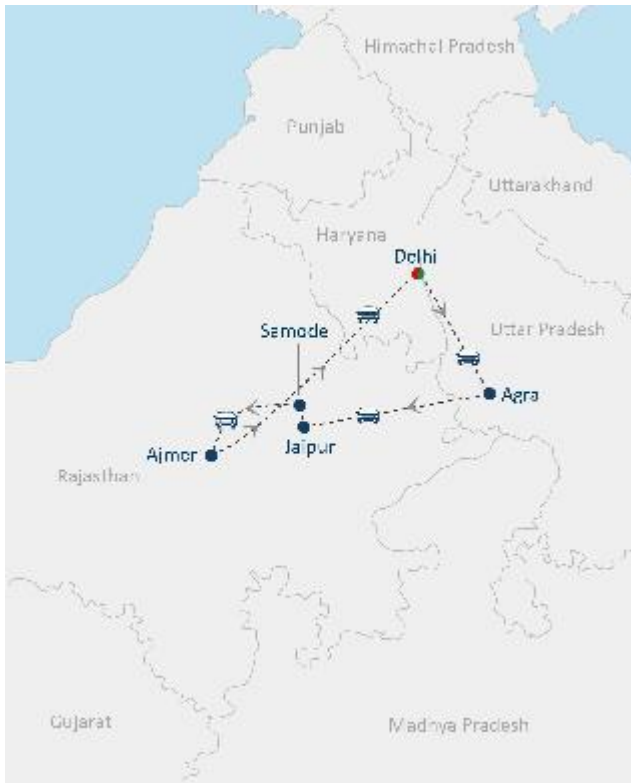 Himachal Pradesh
Punjab
Uttarakhand
Haryana
Delhi
Uttar Pradesh
Samode
Agra
Jaipur
Ajmer
Rajasthan
Gujarat
Madhya Pradesh